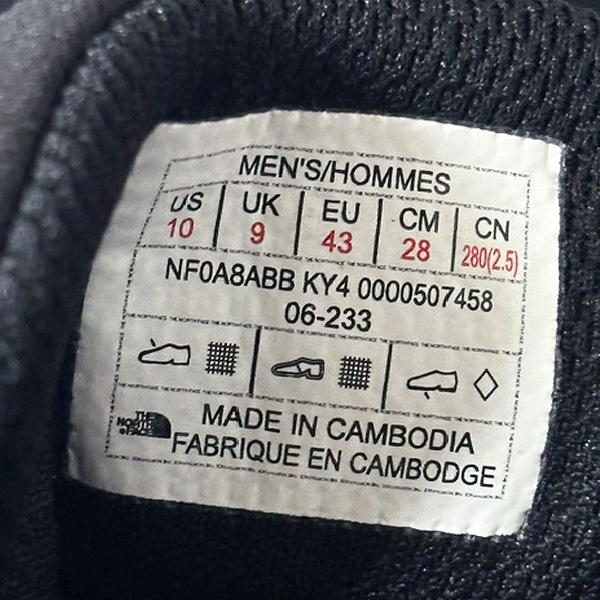 MEN'S/HOMMES
US UK EU CM CN
10 9 43 28 280(2.5)
NF0A8ABB KY4 0000507458
06-233
THE
NORTH
FACE
MADE IN CAMBODIA
FABRIQUE EN CAMBODGE